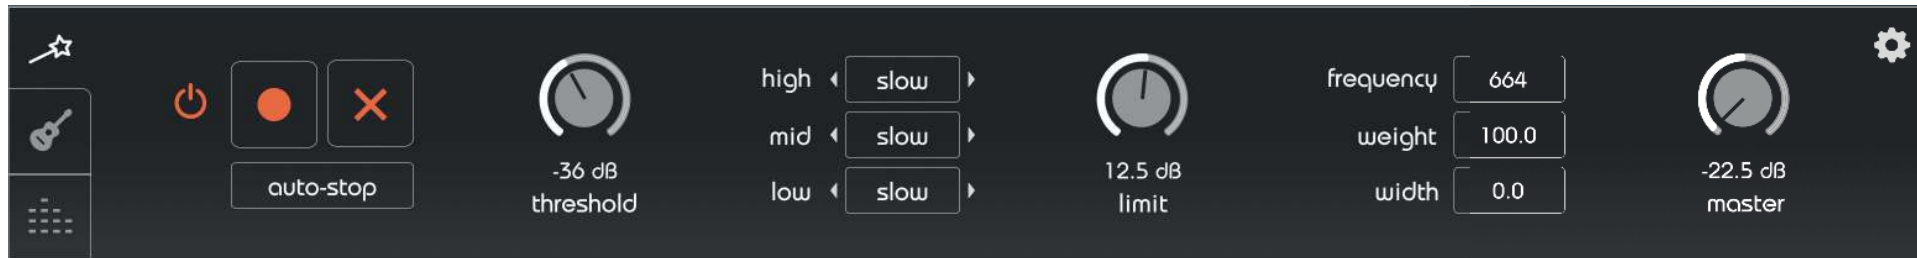 auto-stop
-36 dB
threshold
high slow
mid slow
low slow
12.5 dB
limit
frequency 664
weight 100.0
width 0.0
-22.5 dB
master